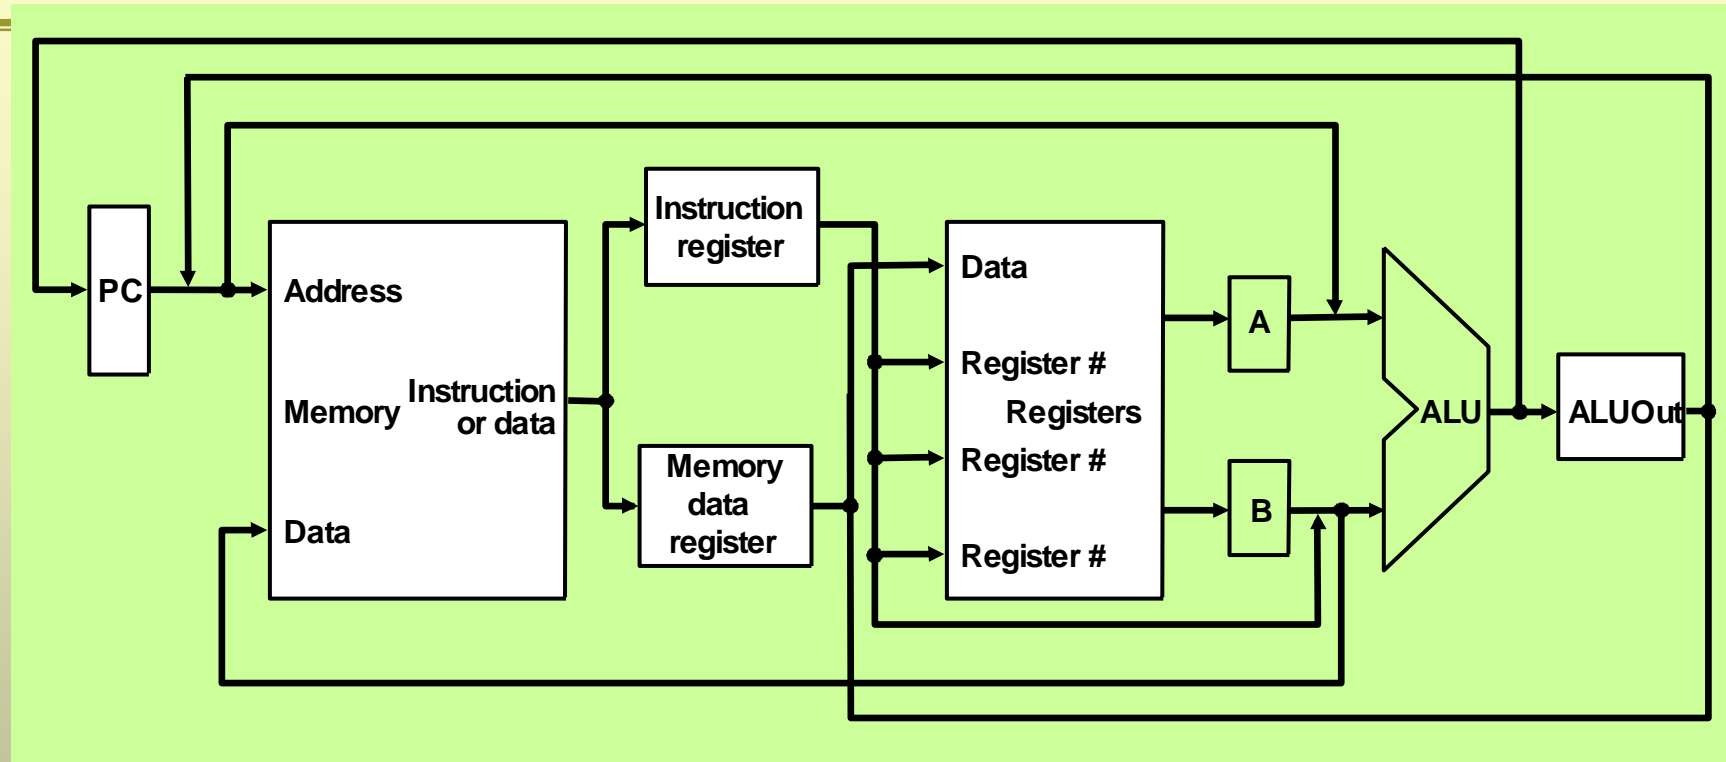 PC
Address
Memory
Instruction
or data
Data
Instruction
register
Memory
data
register
Data
Register #
Registers
Register #
Register #
A
B
ALU
ALUOut